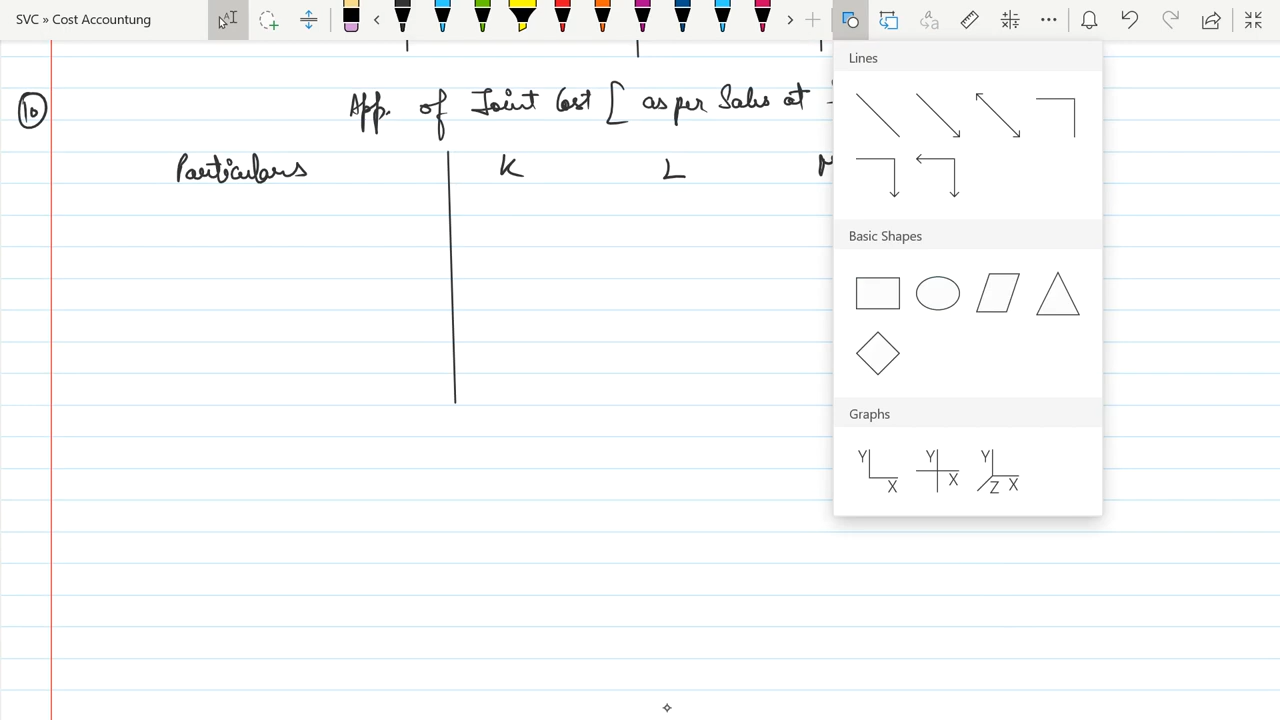 SVC » Cost Accountung
Lines
10 App. of Joint Cost [ as per Sales at
Particulars K L M
Basic Shapes
Graphs
Y Y Y
X X Z X